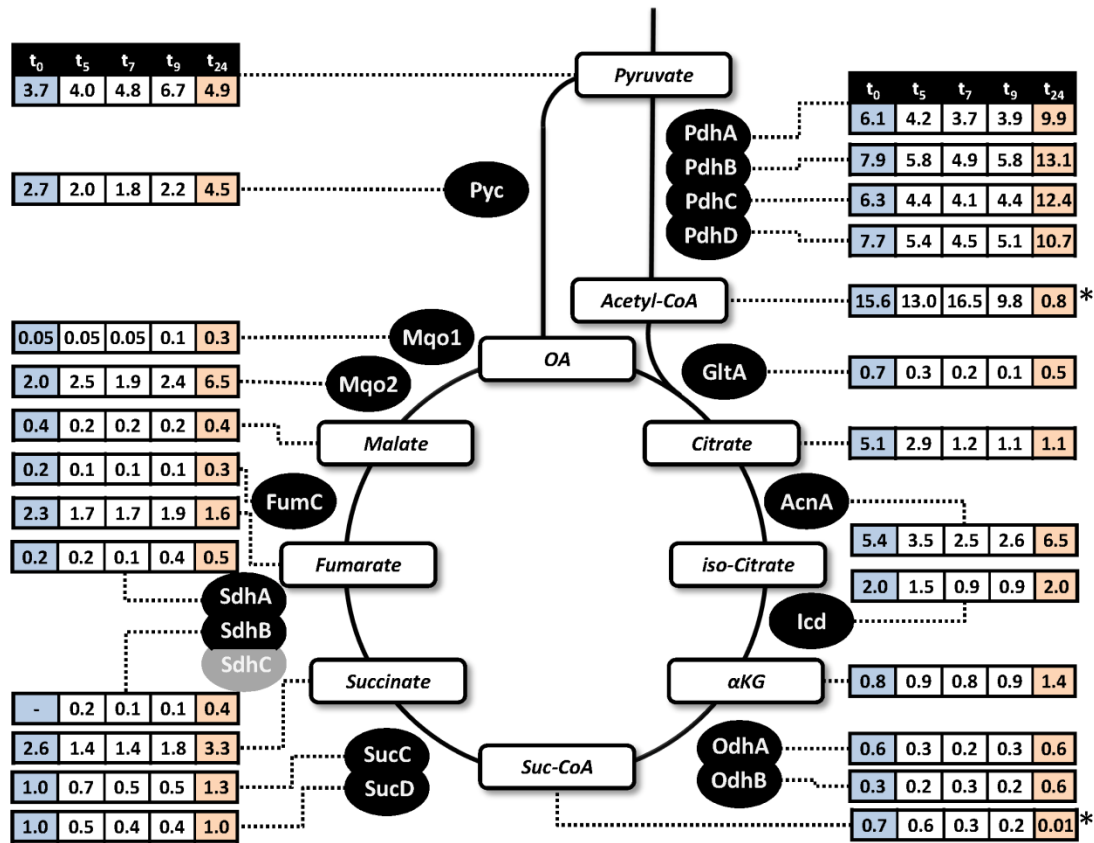 t0 t5 t7 t9 t24
3.7 4.0 4.8 6.7 4.9
Pyruvate
t0 t5 t7 t9 t24
6.1 4.2 3.7 3.9 9.9
PdhA
7.9 5.8 4.9 5.8 13.1
PdhB
6.3 4.4 4.1 4.4 12.4
PdhC
7.7 5.4 4.5 5.1 10.7
PdhD
2.7 2.0 1.8 2.2 4.5
Pyc
Acetyl-CoA
15.6 13.0 16.5 9.8 0.8 *
0.05 0.05 0.05 0.1 0.3
Mqo1
OA
2.0 2.5 1.9 2.4 6.5
Mqo2
GltA
0.7 0.3 0.2 0.1 0.5
0.4 0.2 0.2 0.2 0.4
Malate
Citrate
5.1 2.9 1.2 1.1 1.1
0.2 0.1 0.1 0.1 0.3
FumC
AcnA
2.3 1.7 1.7 1.9 1.6
5.4 3.5 2.5 2.6 6.5
0.2 0.2 0.1 0.4 0.5
Fumarate
iso-Citrate
2.0 1.5 0.9 0.9 2.0
SdhA
SdhB
SdhC
Icd
- 0.2 0.1 0.1 0.4
Succinate
αKG
0.8 0.9 0.8 0.9 1.4
2.6 1.4 1.4 1.8 3.3
SucC
OdhA
0.6 0.3 0.2 0.3 0.6
1.0 0.7 0.5 0.5 1.3
SucD
Suc-CoA
OdhB
0.3 0.2 0.3 0.2 0.6
1.0 0.5 0.4 0.4 1.0
0.7 0.6 0.3 0.2 0.01 *